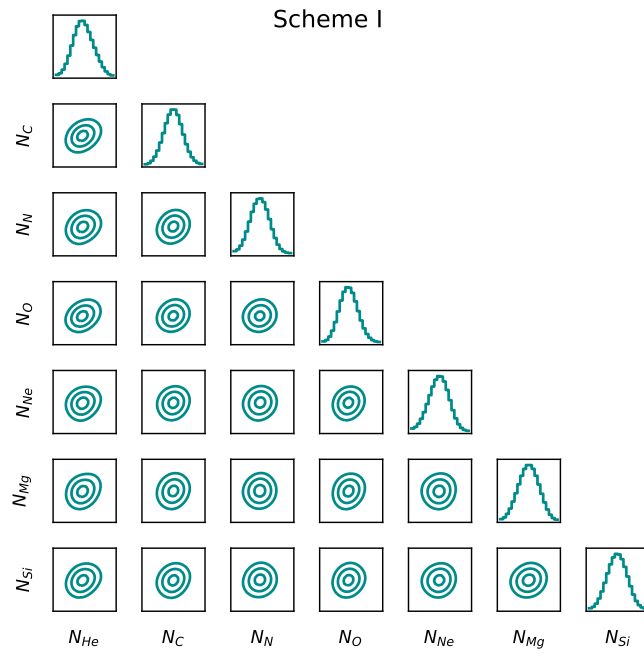 Scheme I
N_C
N_N
N_O
N_Ne
N_Mg
N_Si
N_He N_C N_N N_O N_Ne N_Mg N_Si